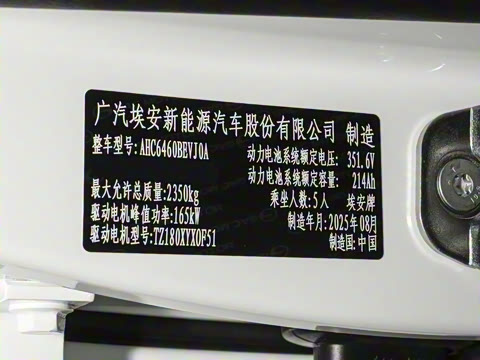 广汽埃安新能源汽车股份有限公司 制造
整车型号:AHC6460BEVJ0A 动力电池系统额定电压: 351.6V
动力电池系统额定容量: 214Ah
最大允许总质量:2350kg 乘坐人数:5人 埃安牌
驱动电机峰值功率:165kW 制造年月:2025年08月
驱动电机型号:TZ180XYX0F51 制造国:中国